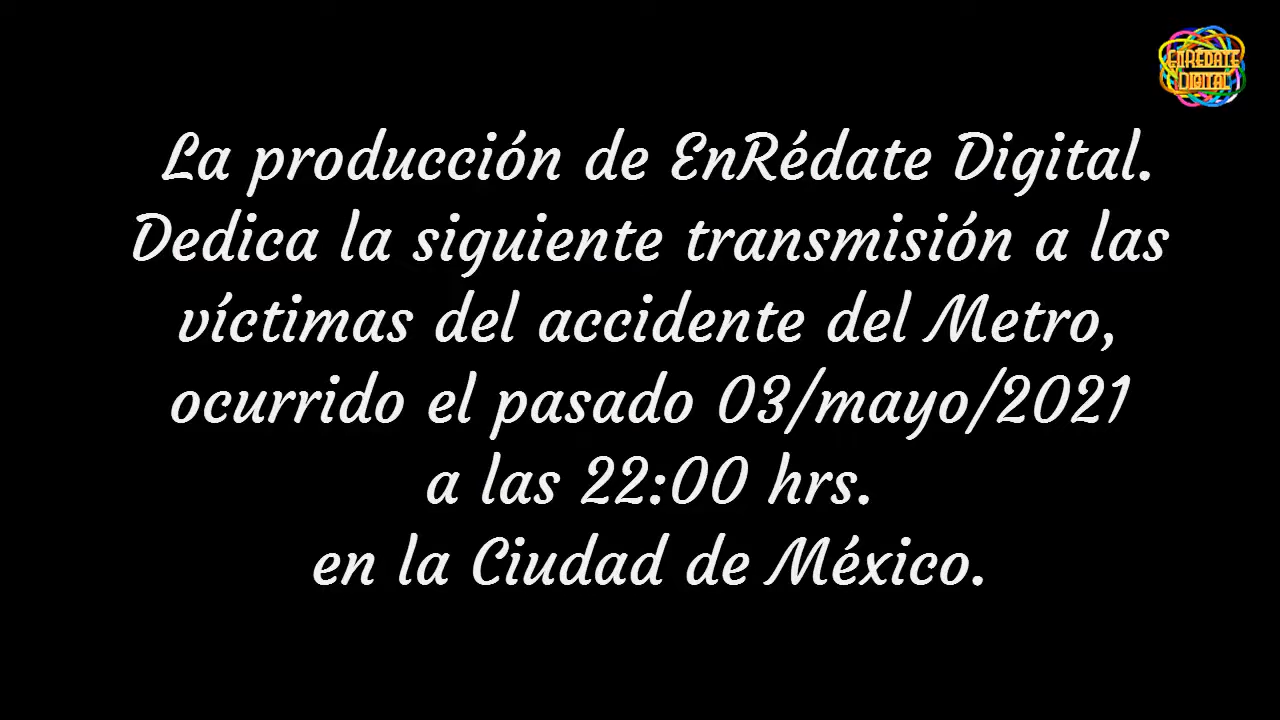 ENRÉDATE
DIGITAL
La producción de EnRédate Digital.
Dedica la siguiente transmisión a las
víctimas del accidente del Metro,
ocurrido el pasado 03/mayo/2021
a las 22:00 hrs.
en la Ciudad de México.